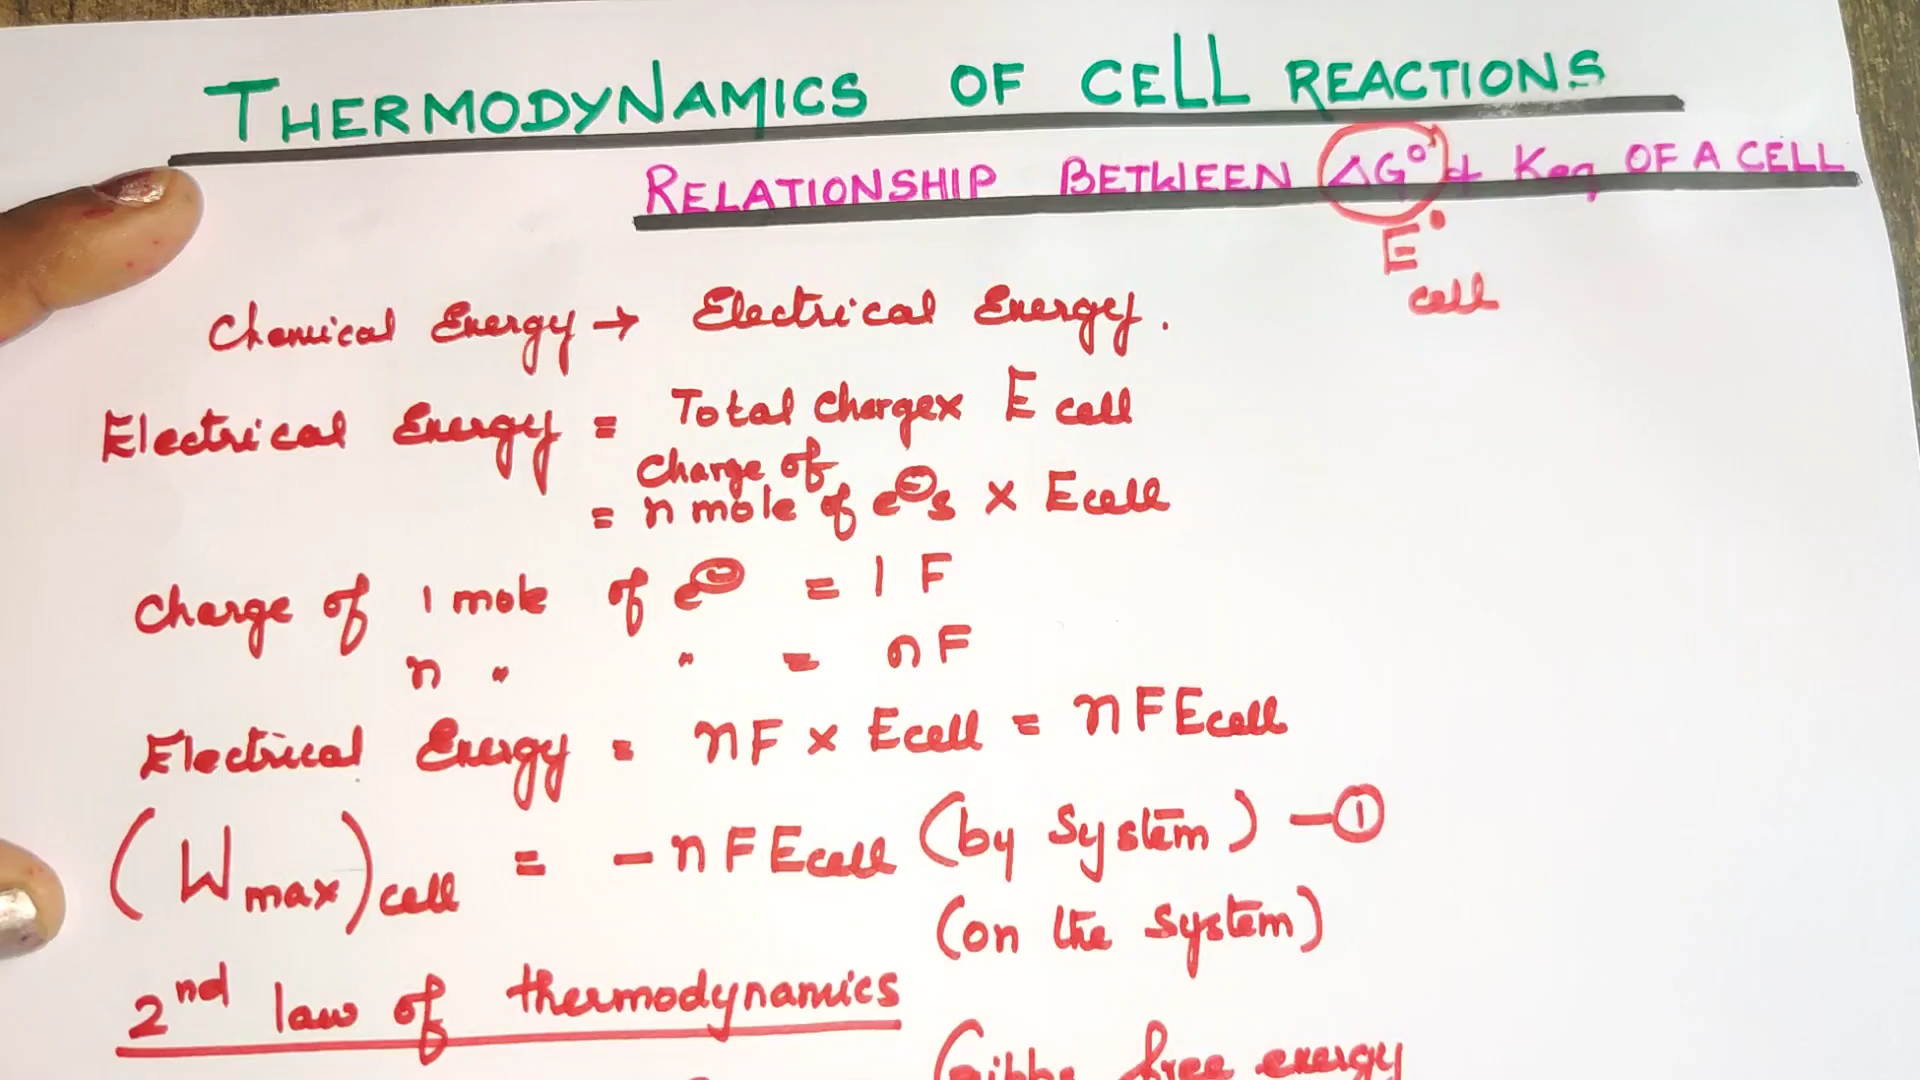 THERMODYNAMICS OF CELL REACTIONS
RELATIONSHIP BETWEEN ΔG° & Keq OF A CELL
E°cell
Chemical Energy → Electrical Energy.
Electrical Energy = Total charge x E cell
Charge of
= n mole of e⊖s x Ecell
Charge of 1 mole of e⊖ = 1 F
n " " = nF
Electrical Energy = nF x Ecell = nFEcell
(Wmax)cell = - nFEcell (by system) -①
(on the system)
2nd law of thermodynamics
Gibbs free energy